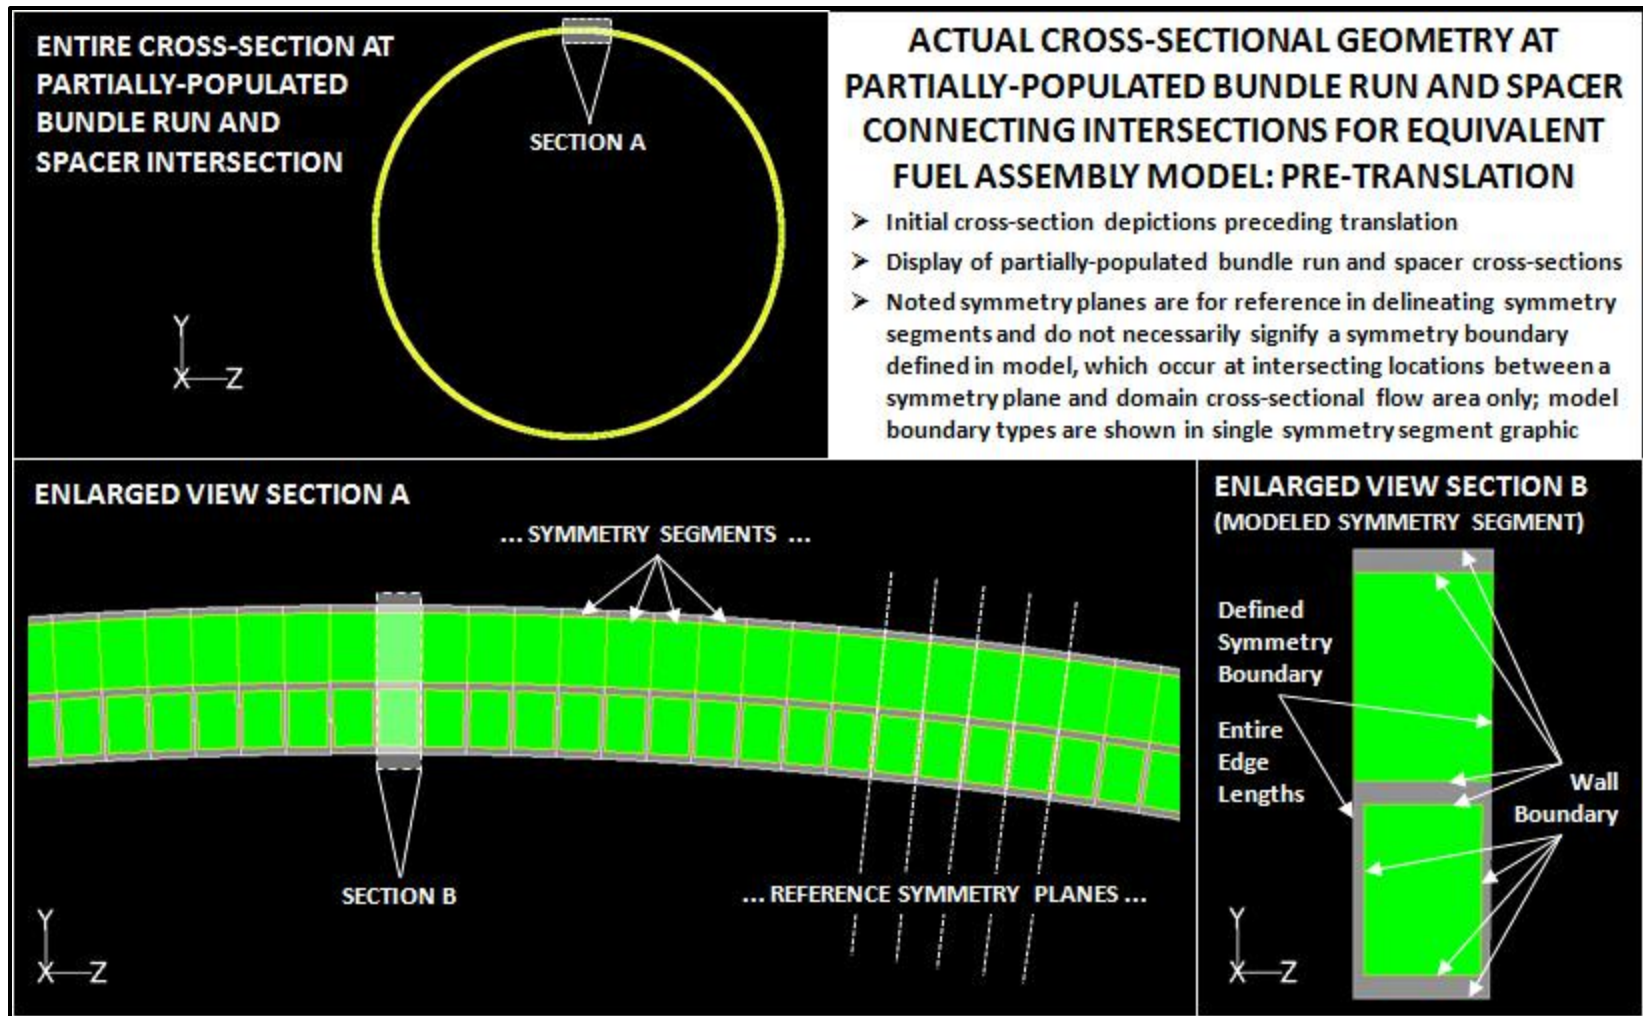 ENTIRE CROSS-SECTION AT
PARTIALLY-POPULATED
BUNDLE RUN AND
SPACER INTERSECTION
SECTION A
Y
X
Z
ACTUAL CROSS-SECTIONAL GEOMETRY AT
PARTIALLY-POPULATED BUNDLE RUN AND SPACER
CONNECTING INTERSECTIONS FOR EQUIVALENT
FUEL ASSEMBLY MODEL: PRE-TRANSLATION
➢ Initial cross-section depictions preceding translation
➢ Display of partially-populated bundle run and spacer cross-sections
➢ Noted symmetry planes are for reference in delineating symmetry
segments and do not necessarily signify a symmetry boundary
defined in model, which occur at intersecting locations between a
symmetry plane and domain cross-sectional flow area only; model
boundary types are shown in single symmetry segment graphic
ENLARGED VIEW SECTION A
... SYMMETRY SEGMENTS ...
SECTION B
... REFERENCE SYMMETRY PLANES ...
Y
X
Z
ENLARGED VIEW SECTION B
(MODELED SYMMETRY SEGMENT)
Defined
Symmetry
Boundary
Entire
Edge
Lengths
Wall
Boundary
Y
X
Z